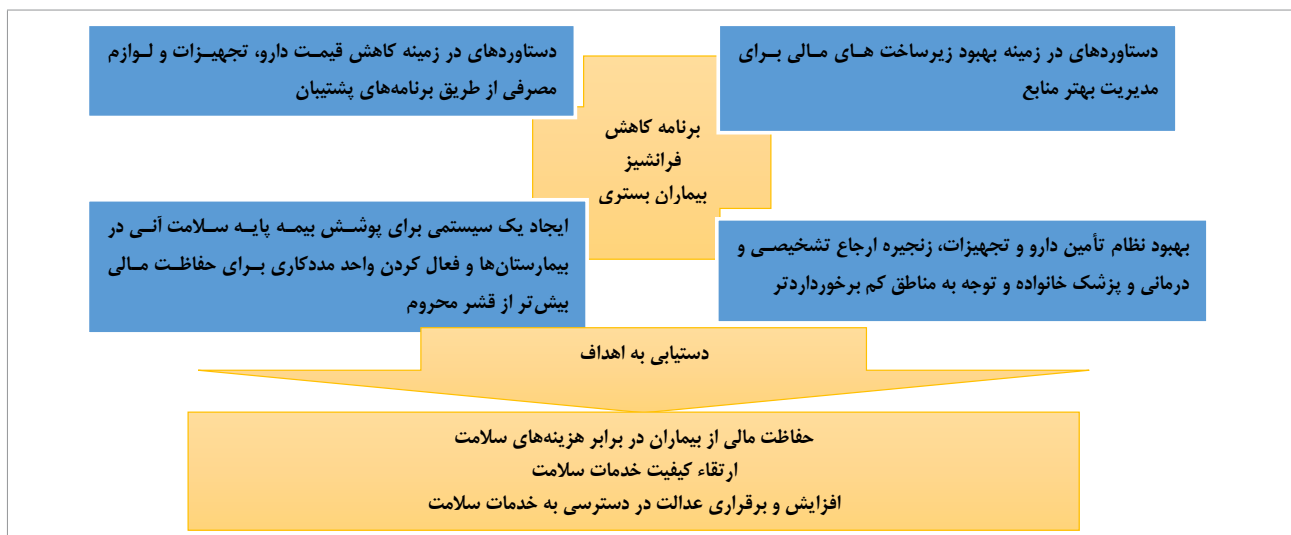 دستاوردهای در زمینه بهبود زیرساخت های مالی برای
مدیریت بهتر منابع
دستاوردهای در زمینه کاهش قیمت دارو، تجهیزات و لوازم
مصرفی از طریق برنامه‌های پشتیبان
برنامه کاهش
فرانشیز
بیماران بستری
بهبود نظام تأمین دارو و تجهیزات، زنجیره ارجاع تشخیصی و
درمانی و پزشک خانواده و توجه به مناطق کم برخورداردتر
ایجاد یک سیستمی برای پوشش بیمه پایه سلامت آنی در
بیمارستان‌ها و فعال کردن واحد مددکاری برای حفاظت مالی
بیش‌تر از قشر محروم
دستیابی به اهداف
حفاظت مالی از بیماران در برابر هزینه‌های سلامت
ارتقاء کیفیت خدمات سلامت
افزایش و برقراری عدالت در دسترسی به خدمات سلامت